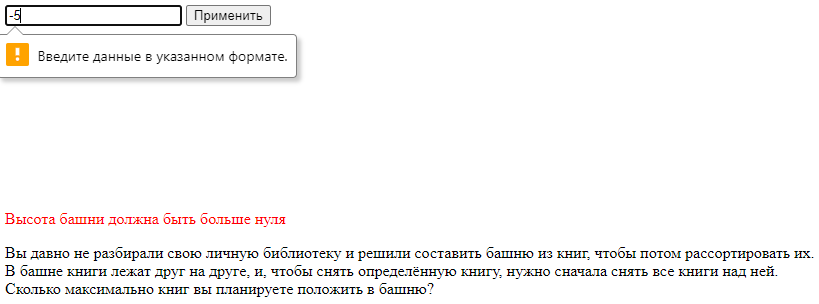 -5 Применить
Введите данные в указанном формате.
Высота башни должна быть больше нуля
Вы давно не разбирали свою личную библиотеку и решили составить башню из книг, чтобы потом рассортировать их.
В башне книги лежат друг на друге, и, чтобы снять определённую книгу, нужно сначала снять все книги над ней.
Сколько максимально книг вы планируете положить в башню?